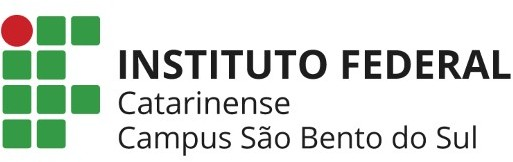 INSTITUTO FEDERAL
Catarinense
Campus São Bento do Sul